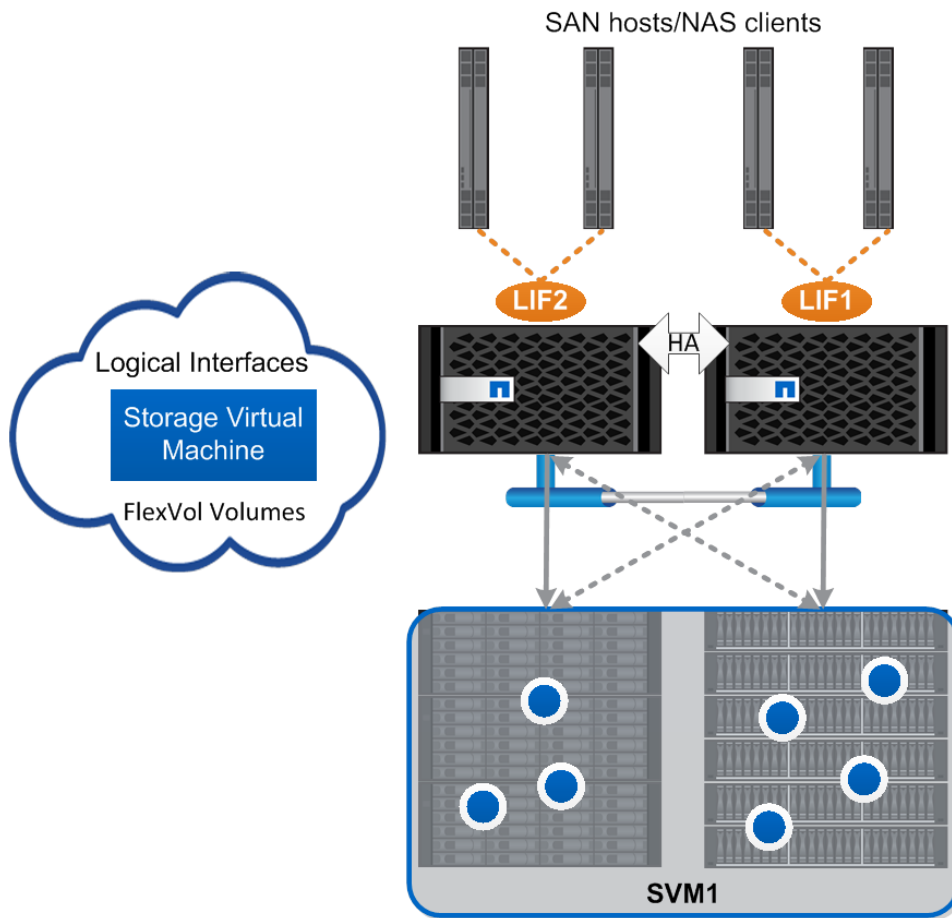 SAN hosts/NAS clients
LIF2
LIF1
HA
Logical Interfaces
Storage Virtual
Machine
FlexVol Volumes
SVM1